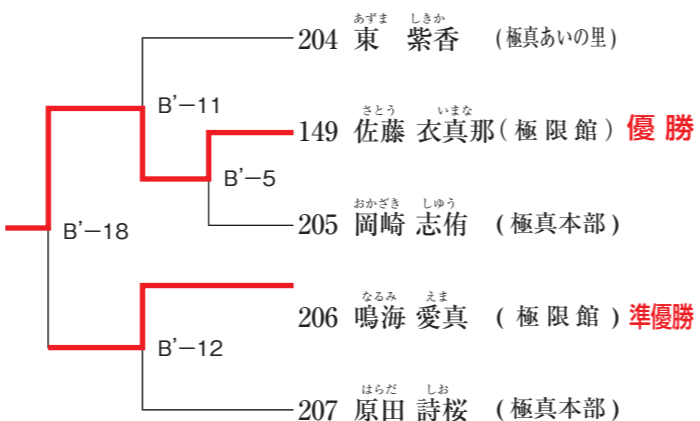 あずま しきか
204 東 紫香 (極真あいの里)
B’−11
さとう いまな
149 佐藤 衣真那 (極限館) 優勝
B’−5
おかざき しゆう
205 岡崎 志侑 (極真本部)
B’−18
なるみ えま
206 鳴海 愛真 (極限館) 準優勝
B’−12
はらだ しお
207 原田 詩桜 (極真本部)